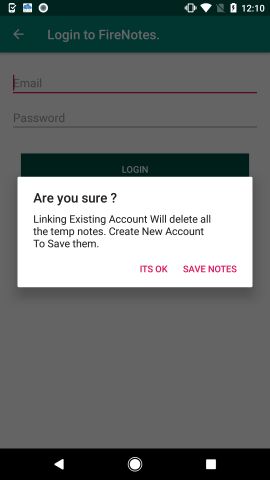 12:10
Login to FireNotes.
Email
Password
LOGIN
Are you sure ?
Linking Existing Account Will delete all
the temp notes. Create New Account
To Save them.
ITS OK SAVE NOTES